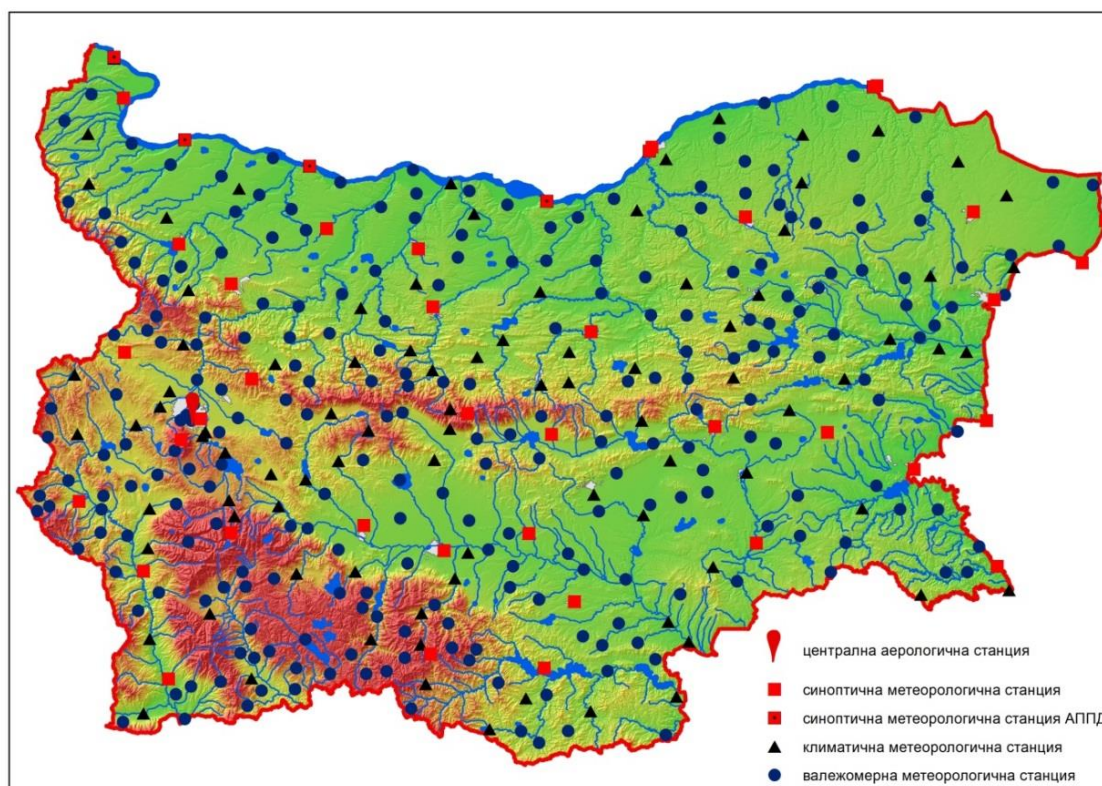 централна аерологична станция
синоптична метеорологична станция
синоптична метеорологична станция АППД
климатична метеорологична станция
валежомерна метеорологична станция